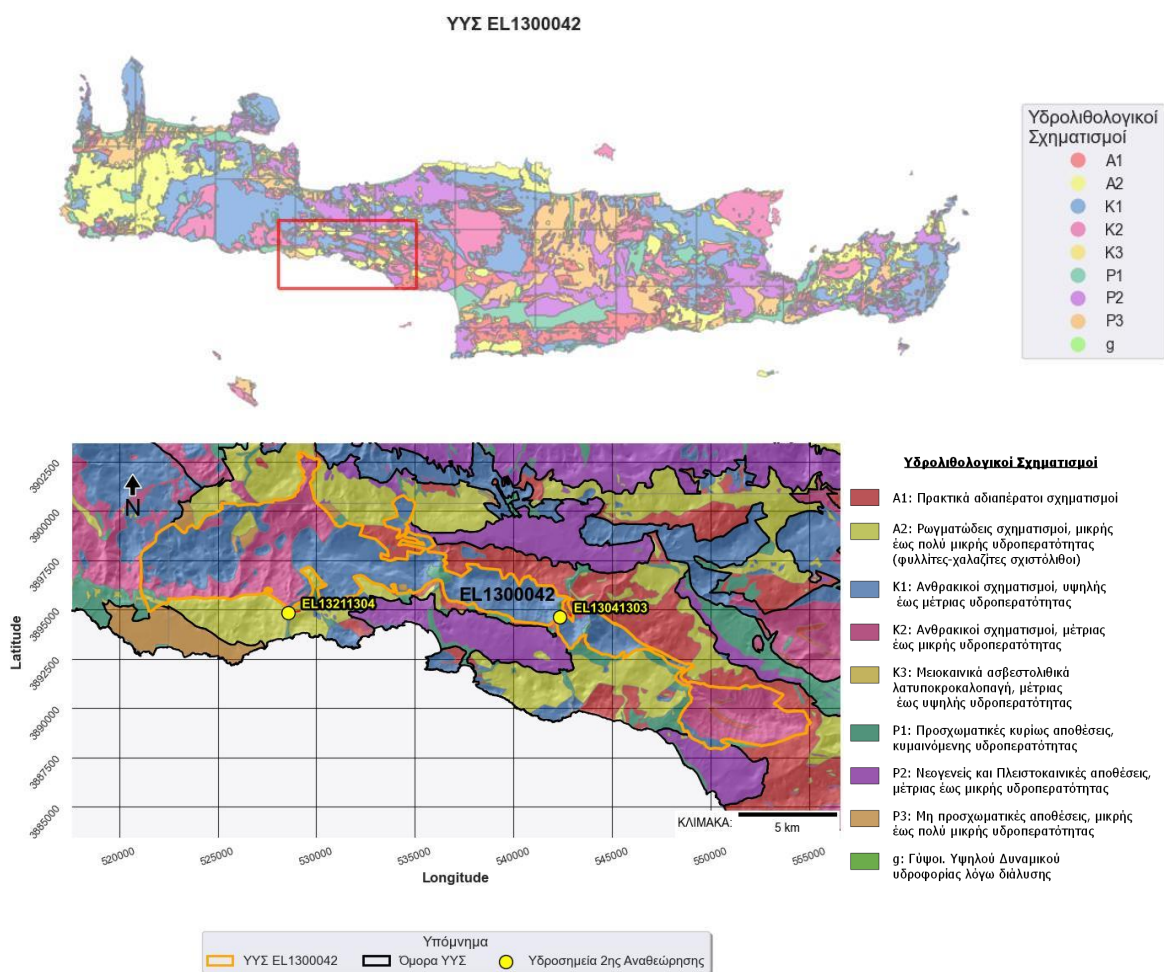 ΥΥΣ EL1300042
Υδρολιθολογικοί
Σχηματισμοί
A1
A2
K1
K2
K3
P1
P2
P3
g
3902500
3900000
3897500
3895000
3892500
3890000
3887500
3885000
Latitude
N
EL13211304
EL1300042
EL13041303
ΚΛΙΜΑΚΑ:
5 km
520000
525000
530000
535000
540000
545000
550000
555000
Longitude
Υδρολιθολογικοί Σχηματισμοί
A1: Πρακτικά αδιαπέρατοι σχηματισμοί
A2: Ρωγματώδεις σχηματισμοί, μικρής
έως πολύ μικρής υδροπερατότητας
(φυλλίτες-χαλαζίτες σχιστόλιθοι)
K1: Ανθρακικοί σχηματισμοί, υψηλής
έως μέτριας υδροπερατότητας
K2: Ανθρακικοί σχηματισμοί, μέτριας
έως μικρής υδροπερατότητας
K3: Μειοκαινικά ασβεστολιθικά
λατυποκροκαλοπαγή, μέτριας
έως υψηλής υδροπερατότητας
P1: Προσχωματικές κυρίως αποθέσεις,
κυμαινόμενης υδροπερατότητας
P2: Νεογενείς και Πλειστοκαινικές αποθέσεις,
μέτριας έως μικρής υδροπερατότητας
P3: Μη προσχωματικές αποθέσεις, μικρής
έως πολύ μικρής υδροπερατότητας
g: Γύψοι. Υψηλού Δυναμικού
υδροφορίας λόγω διάλυσης
Υπόμνημα
ΥΥΣ EL1300042
Όμορα ΥΥΣ
Υδροσημεία 2ης Αναθεώρησης